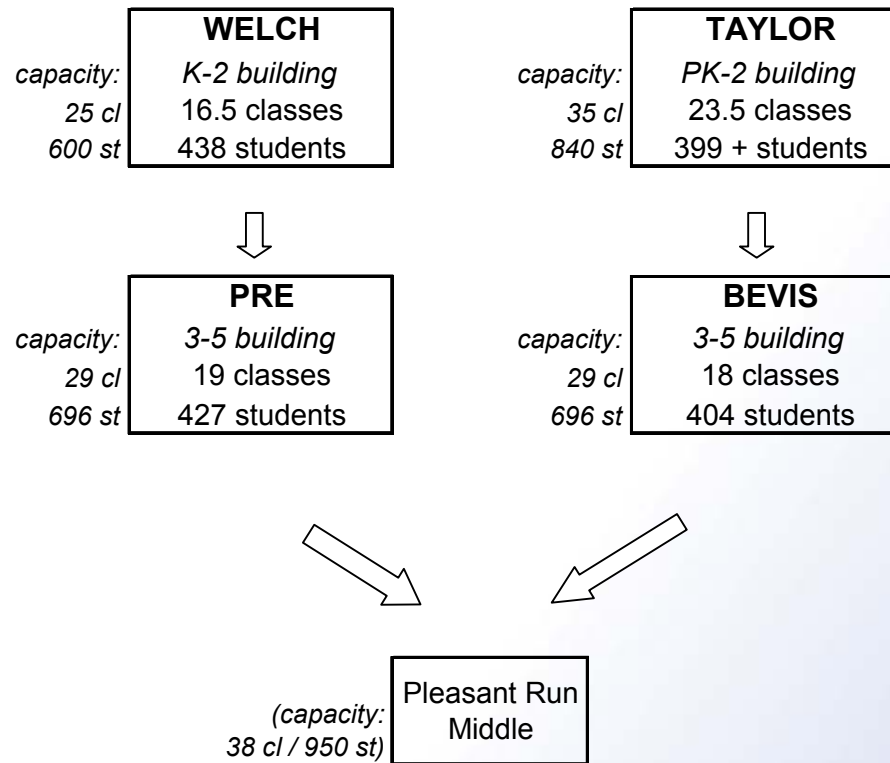 WELCH
capacity: K-2 building
25 cl 16.5 classes
600 st 438 students
TAYLOR
capacity: PK-2 building
35 cl 23.5 classes
840 st 399 + students
PRE
capacity: 3-5 building
29 cl 19 classes
696 st 427 students
BEVIS
capacity: 3-5 building
29 cl 18 classes
696 st 404 students
(capacity:
38 cl / 950 st)
Pleasant Run
Middle